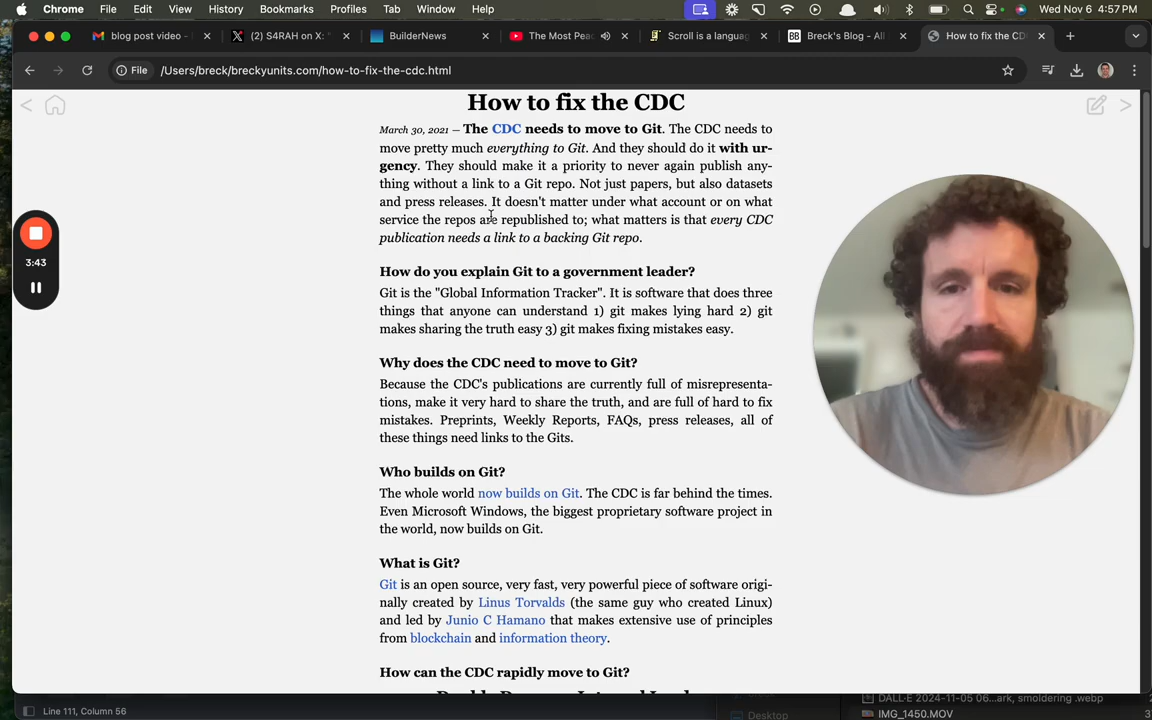 Chrome File Edit View History Bookmarks Profiles Tab Window Help Wed Nov 6 4:57 PM
blog post video - (2) S4RAH on X: " BuilderNews The Most Pea Scroll is a langua Breck's Blog - All How to fix the CD
File /Users/breck/breckyunits.com/how-to-fix-the-cdc.html
How to fix the CDC
March 30, 2021 — The CDC needs to move to Git. The CDC needs to
move pretty much everything to Git. And they should do it with ur-
gency. They should make it a priority to never again publish any-
thing without a link to a Git repo. Not just papers, but also datasets
and press releases. It doesn't matter under what account or on what
service the repos are republished to; what matters is that every CDC
publication needs a link to a backing Git repo.
3:43
How do you explain Git to a government leader?
Git is the "Global Information Tracker". It is software that does three
things that anyone can understand 1) git makes lying hard 2) git
makes sharing the truth easy 3) git makes fixing mistakes easy.
Why does the CDC need to move to Git?
Because the CDC's publications are currently full of misrepresenta-
tions, make it very hard to share the truth, and are full of hard to fix
mistakes. Preprints, Weekly Reports, FAQs, press releases, all of
these things need links to the Gits.
Who builds on Git?
The whole world now builds on Git. The CDC is far behind the times.
Even Microsoft Windows, the biggest proprietary software project in
the world, now builds on Git.
What is Git?
Git is an open source, very fast, very powerful piece of software origi-
nally created by Linus Torvalds (the same guy who created Linux)
and led by Junio C Hamano that makes extensive use of principles
from blockchain and information theory.
How can the CDC rapidly move to Git?
DALL·E 2024-11-05 06...ark, smoldering .webp
Line 111, Column 56
Desktop
IMG_1450.MOV